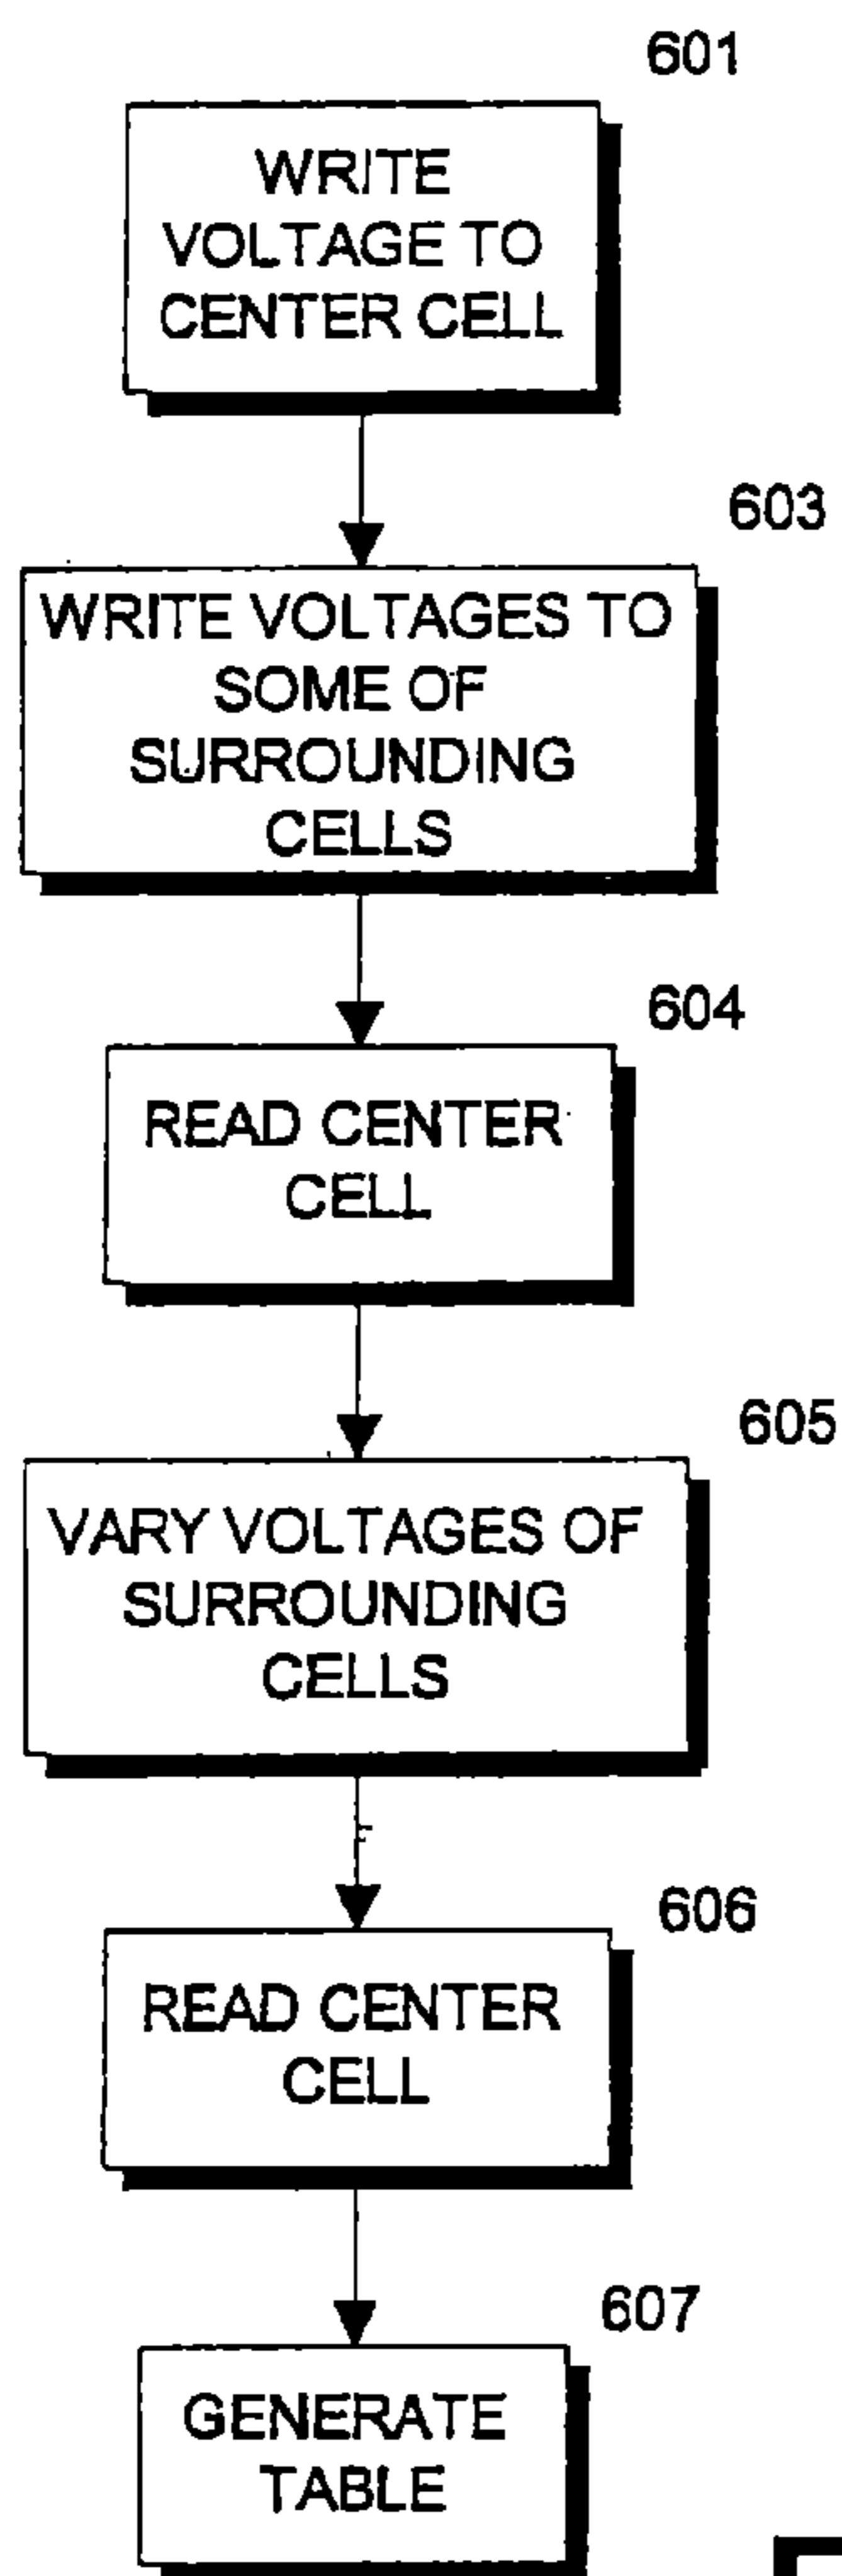 601
WRITE
VOLTAGE TO
CENTER CELL
603
WRITE VOLTAGES TO
SOME OF
SURROUNDING
CELLS
604
READ CENTER
CELL
605
VARY VOLTAGES OF
SURROUNDING
CELLS
606
READ CENTER
CELL
607
GENERATE
TABLE